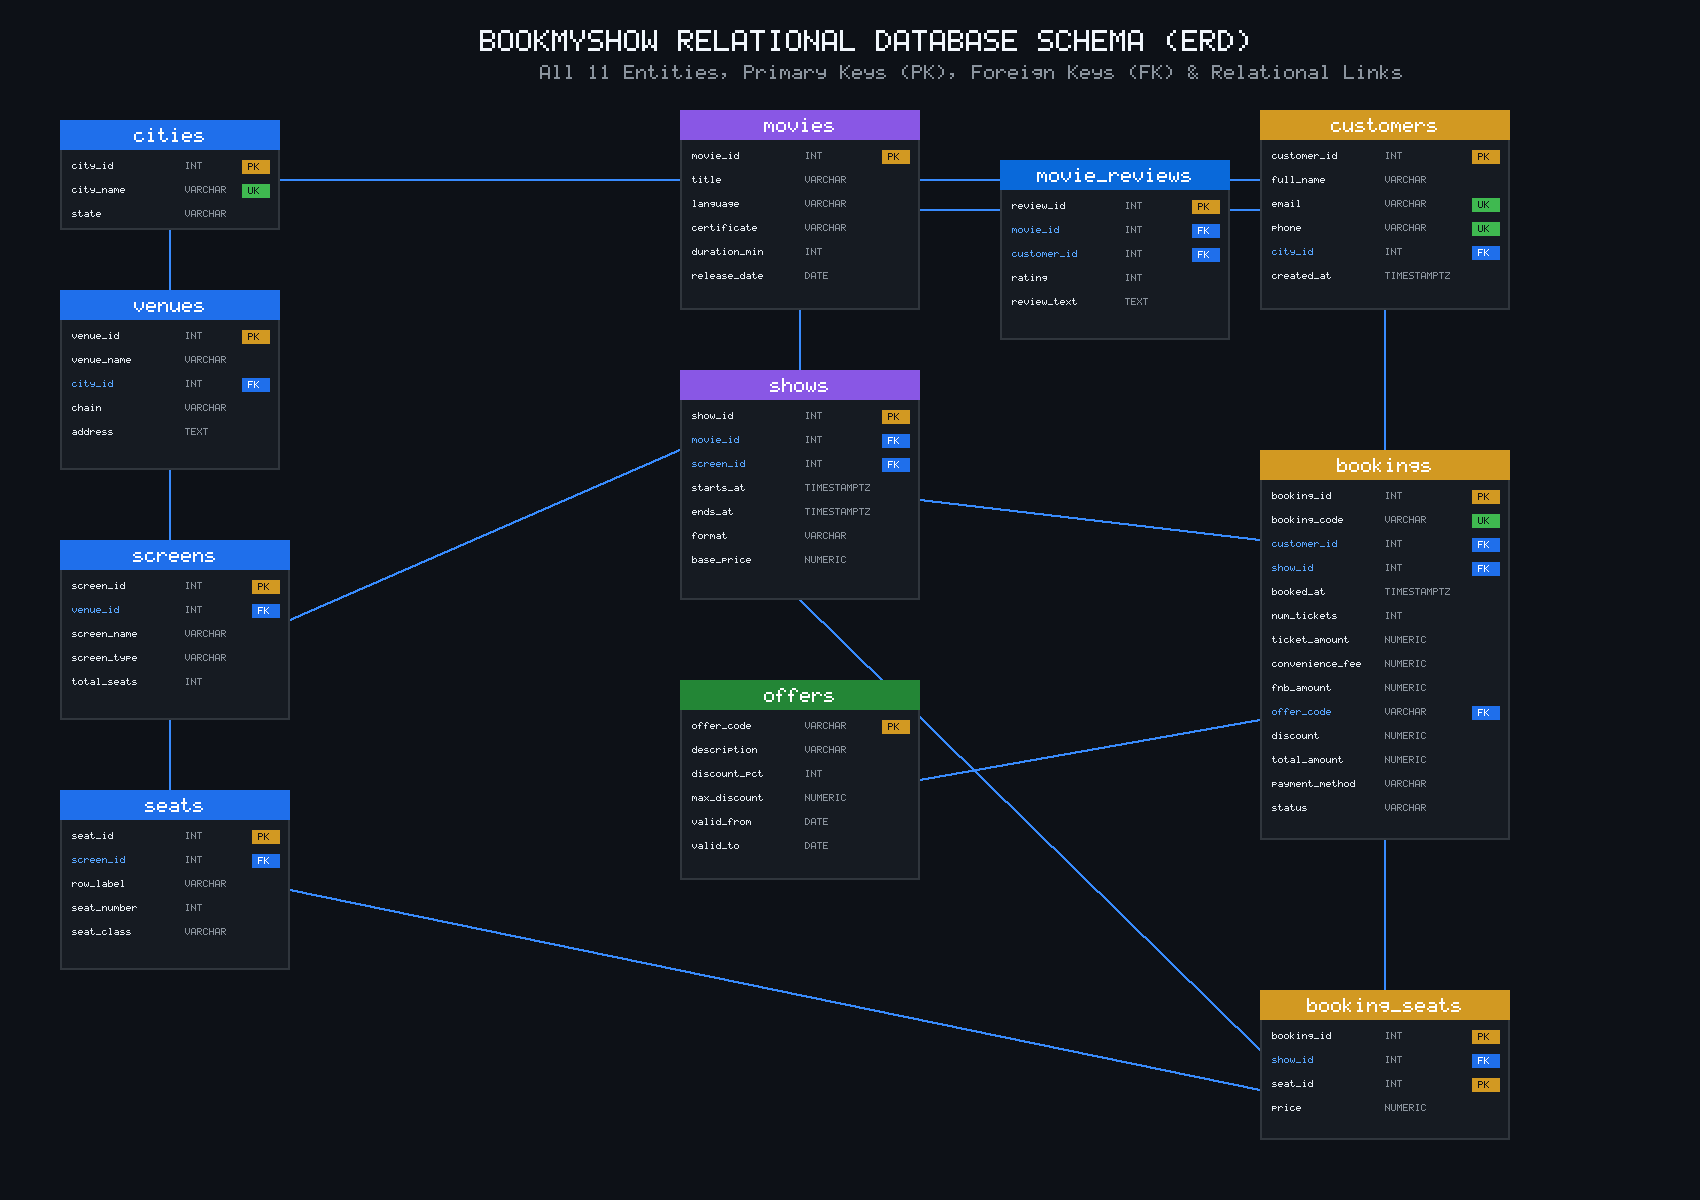 BOOKMYSHOW RELATIONAL DATABASE SCHEMA (ERD)
All 11 Entities, Primary Keys (PK), Foreign Keys (FK) & Relational Links
cities
city_id INT PK
city_name VARCHAR UK
state VARCHAR
venues
venue_id INT PK
venue_name VARCHAR
city_id INT FK
chain VARCHAR
address TEXT
screens
screen_id INT PK
venue_id INT FK
screen_name VARCHAR
screen_type VARCHAR
total_seats INT
seats
seat_id INT PK
screen_id INT FK
row_label VARCHAR
seat_number INT
seat_class VARCHAR
movies
movie_id INT PK
title VARCHAR
language VARCHAR
certificate VARCHAR
duration_min INT
release_date DATE
shows
show_id INT PK
movie_id INT FK
screen_id INT FK
starts_at TIMESTAMPTZ
ends_at TIMESTAMPTZ
format VARCHAR
base_price NUMERIC
offers
offer_code VARCHAR PK
description VARCHAR
discount_pct INT
max_discount NUMERIC
valid_from DATE
valid_to DATE
movie_reviews
review_id INT PK
movie_id INT FK
customer_id INT FK
rating INT
review_text TEXT
customers
customer_id INT PK
full_name VARCHAR
email VARCHAR UK
phone VARCHAR UK
city_id INT FK
created_at TIMESTAMPTZ
bookings
booking_id INT PK
booking_code VARCHAR UK
customer_id INT FK
show_id INT FK
booked_at TIMESTAMPTZ
num_tickets INT
ticket_amount NUMERIC
convenience_fee NUMERIC
fnb_amount NUMERIC
offer_code VARCHAR FK
discount NUMERIC
total_amount NUMERIC
payment_method VARCHAR
status VARCHAR
booking_seats
booking_id INT PK
show_id INT FK
seat_id INT PK
price NUMERIC